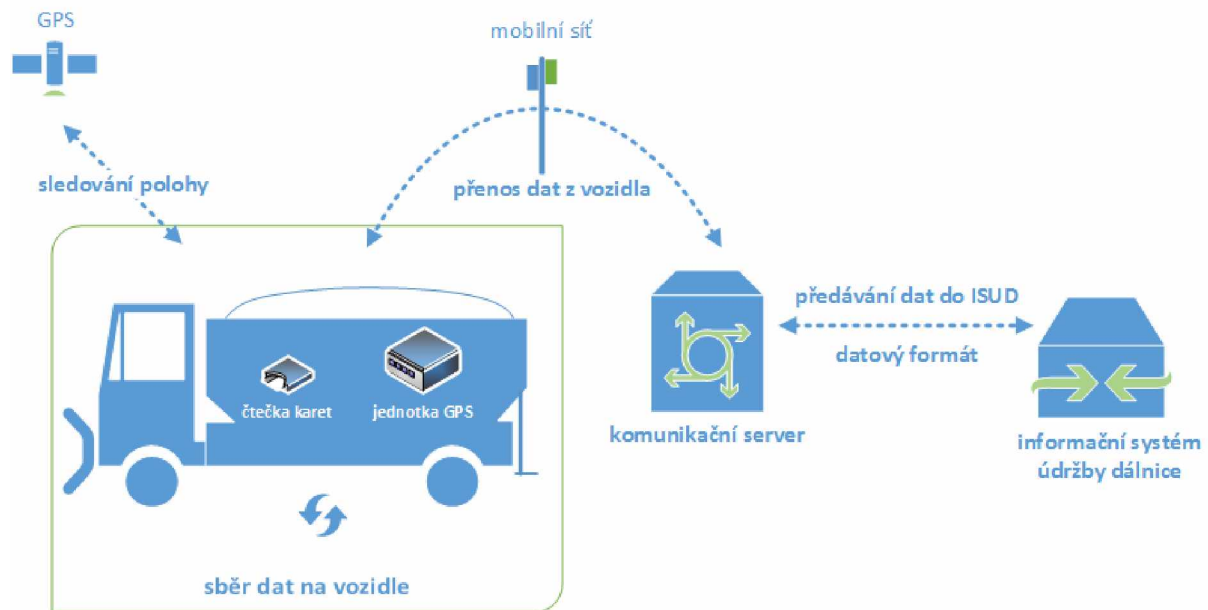 GPS
mobilní síť
sledování polohy
přenos dat z vozidla
čtečka karet
jednotka GPS
sběr dat na vozidle
komunikační server
předávání dat do ISUD
datový formát
informační systém
údržby dálnice